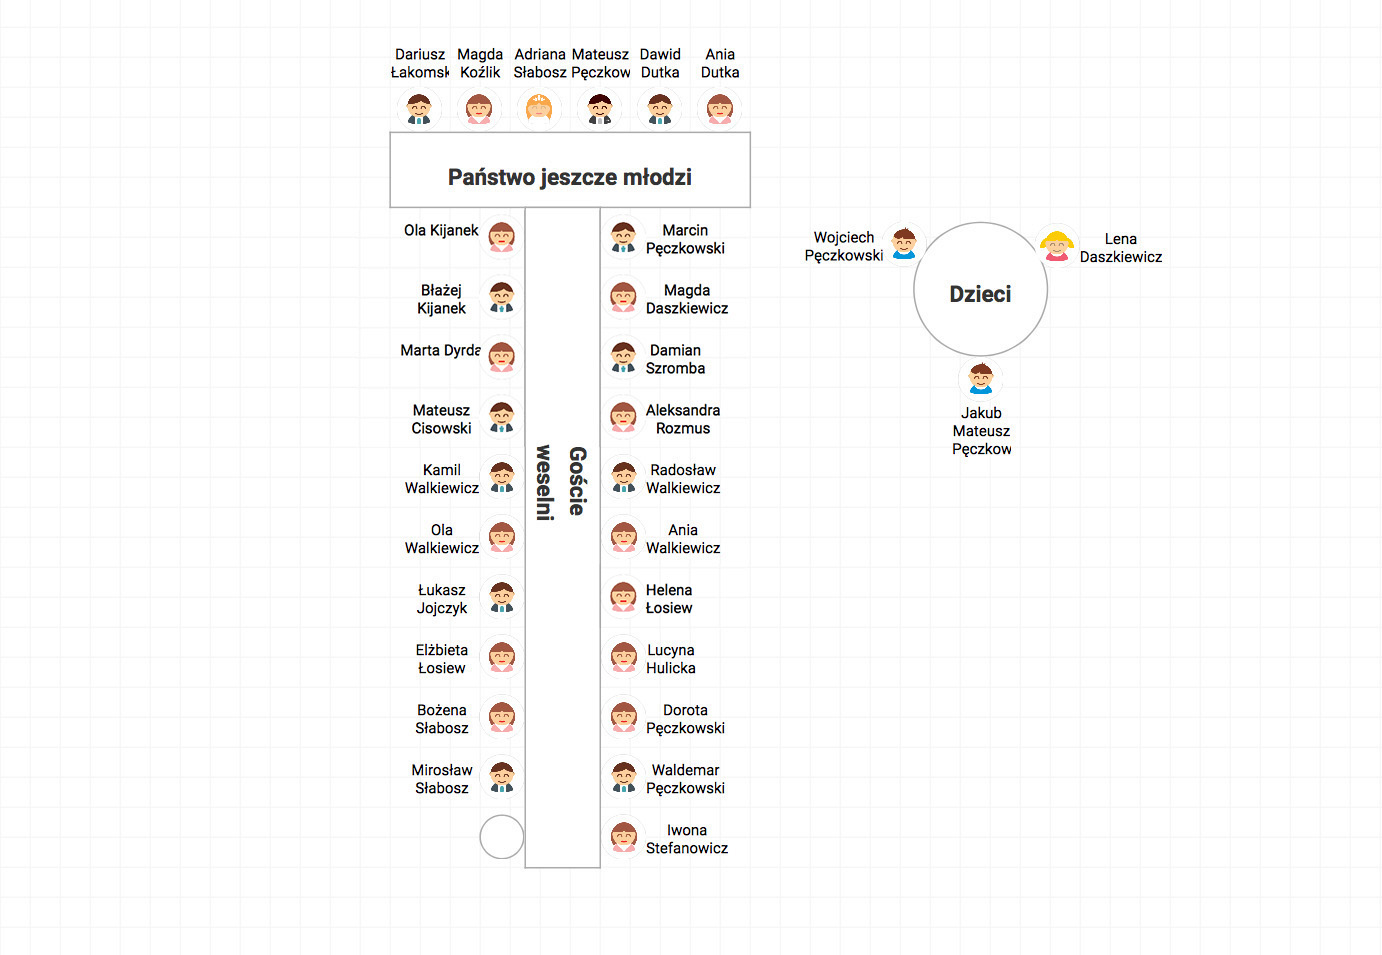 Dariusz
Łakomsk
Magda
Koźlik
Adriana
Słabosz
Mateusz
Pęczkow
Dawid
Dutka
Ania
Dutka
Państwo jeszcze młodzi
Ola Kijanek
Marcin
Pęczkowski
Błażej
Kijanek
Magda
Daszkiewicz
Marta Dyrda
Damian
Szromba
Mateusz
Cisowski
Aleksandra
Rozmus
Kamil
Walkiewicz
Radosław
Walkiewicz
Ola
Walkiewicz
Ania
Walkiewicz
Łukasz
Jojczyk
Helena
Łosiew
Elżbieta
Łosiew
Lucyna
Hulicka
Bożena
Słabosz
Dorota
Pęczkowski
Mirosław
Słabosz
Waldemar
Pęczkowski
Iwona
Stefanowicz
Goście
weselni
Wojciech
Pęczkowski
Lena
Daszkiewicz
Dzieci
Jakub
Mateusz
Pęczkow